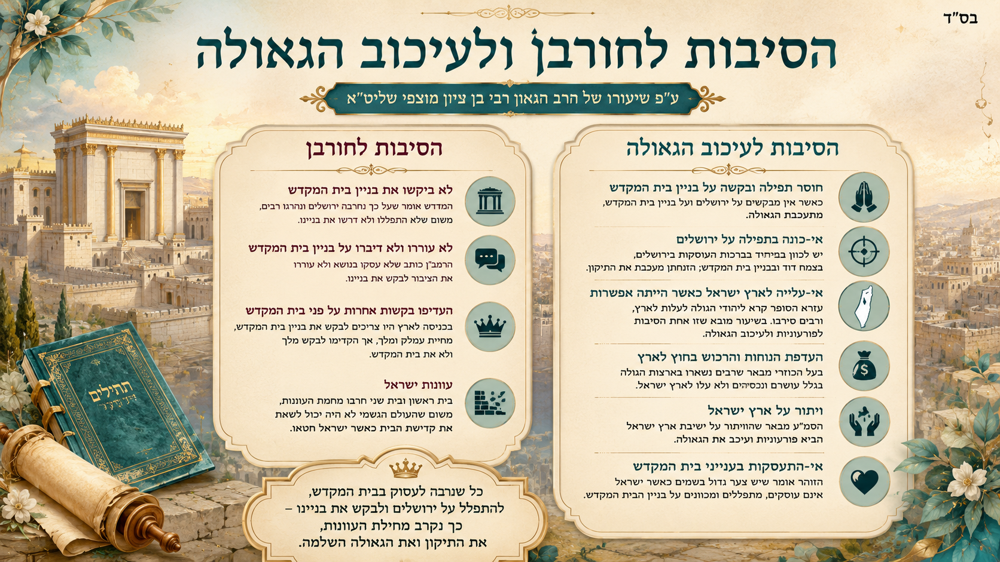 בס"ד
הסיבות לחורבן ולעיכוב הגאולה
ע"פ שיעורו של הרב הגאון רבי בן ציון מוצפי שליט"א
הסיבות לעיכוב הגאולה
חוסר תפילה ובקשה על בניין בית המקדש
כאשר אין מבקשים על ירושלים ועל בניין בית המקדש,
מתעכבת הגאולה.
אי-כונה בתפילה על ירושלים
יש לכוון במיחיד בברכות העוסקות בירושלים,
בצמח דוד ובבניין בית המקדש; הזנחתן מעכבת את התיקון.
אי-עלייה לארץ ישראל כאשר הייתה אפשרות
עזרא הסופר קרא ליהודי הגולה לעלות לארץ,
ורבים סירבו. בשיעור מובא שזו אחת הסיבות
לפורעניות ולעיכוב הגאולה.
העדפת הנוחות והרכוש בחוץ לארץ
בעל הכוזרי מבאר שרבים נשארו בארצות הגולה
בגלל עושרם ונכסיהים ולא עלו לארץ ישראל.
ויתור על ארץ ישראל
הסמ"ע מבאר שהוויתור על ישיבת ארץ ישראל
הביא פורעניות ועיכב את הגאולה.
אי-התעסקות בענייני בית המקדש
הזוהר אומר שיש צער גדול בשמים כאשר ישראל
אינם עוסקים, מתפללים ומכוונים על בניין הבית המקדש.
הסיבות לחורבן
לא ביקשו את בניין בית המקדש
המדדש אומר שעל כך נחרבה ירושלים ונהרגו רבים,
משום שלא התפללו ולא דרשו את בניינו.
לא עוררו ולא דיברו על בניין בית המקדש
הרמב"ן כותב שלא עסקו בנושא ולא עוררו
את הציבור לבקש את בניינו.
העדיפו בקשות אחרות על פני בית המקדש
בכניסה לארץ היו צריכים לבקש את בניין בית המקדש,
מחיית עמלק ומלך, אך הקדימו לבקש מלך
ולא את בית המקדש.
עוונות ישראל
בית ראשון ובית שני חרבו מחמת העוונות,
משום שהעולם הגשמי לא היה יכול לשאת
את קדישת הבית כאשר ישראל חטאו.
כל שנרבה לעסוק בבית המקדש,
להתפלל על ירושלים ולבקש את בניינו –
כך נקרב מחילת העוונות,
את התיקון ואת הגאולה השלמה.
תהילים